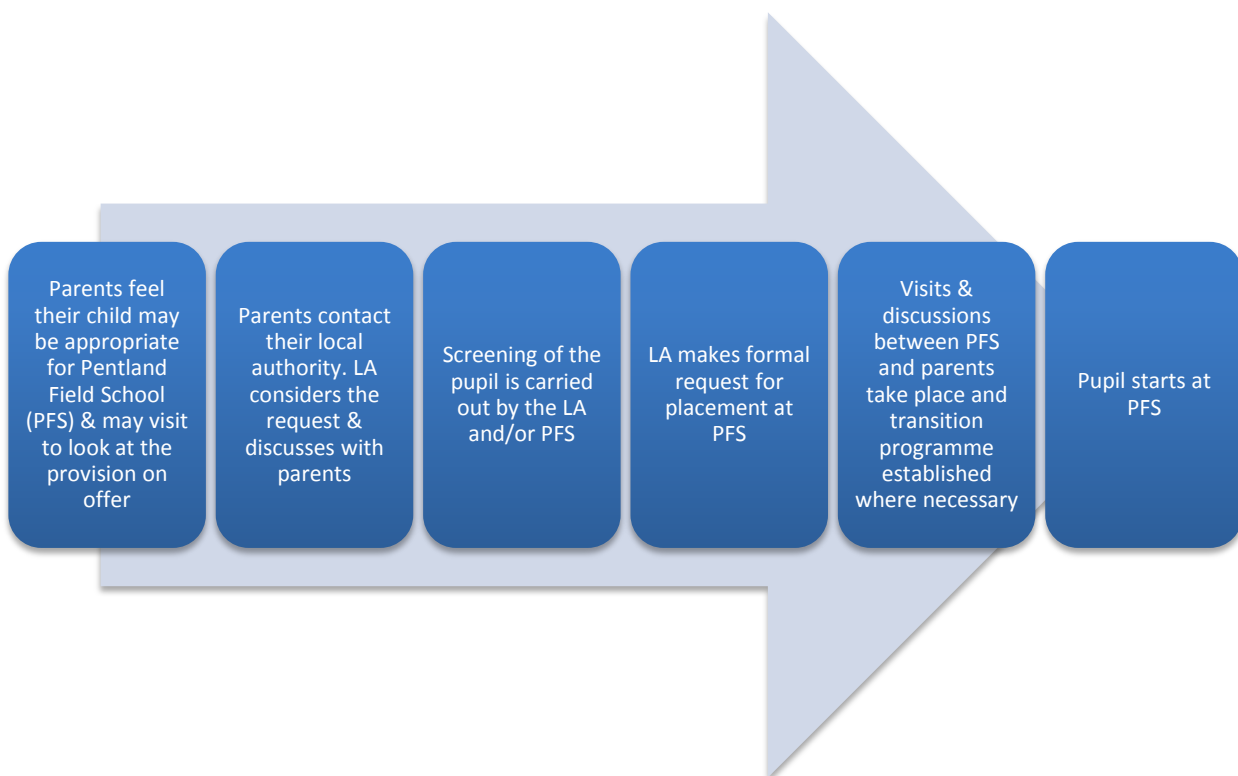 Parents feel
their child may
be appropriate
for Pentland
Field School
(PFS) & may visit
to look at the
provision on
offer
Parents contact
their local
authority. LA
considers the
request &
discusses with
parents
Screening of the
pupil is carried
out by the LA
and/or PFS
LA makes formal
request for
placement at
PFS
Visits &
discussions
between PFS
and parents
take place and
transition
programme
established
where necessary
Pupil starts at
PFS